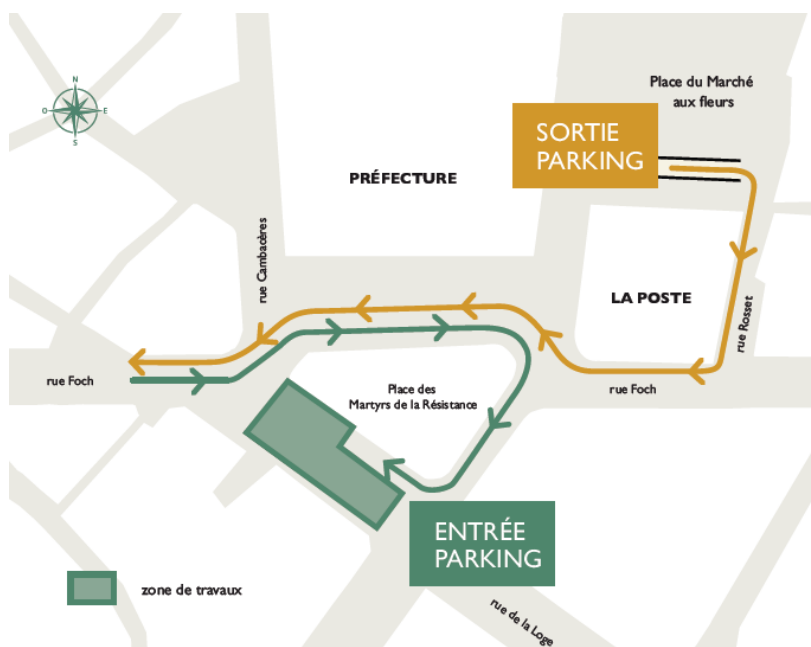 N
O
E
S
Place du Marché
aux fleurs
SORTIE
PARKING
PRÉFECTURE
rue Cambacères
LA POSTE
rue Rosset
rue Foch
Place des
Martyrs de la Résistance
rue Foch
ENTRÉE
PARKING
zone de travaux
rue de la Loge